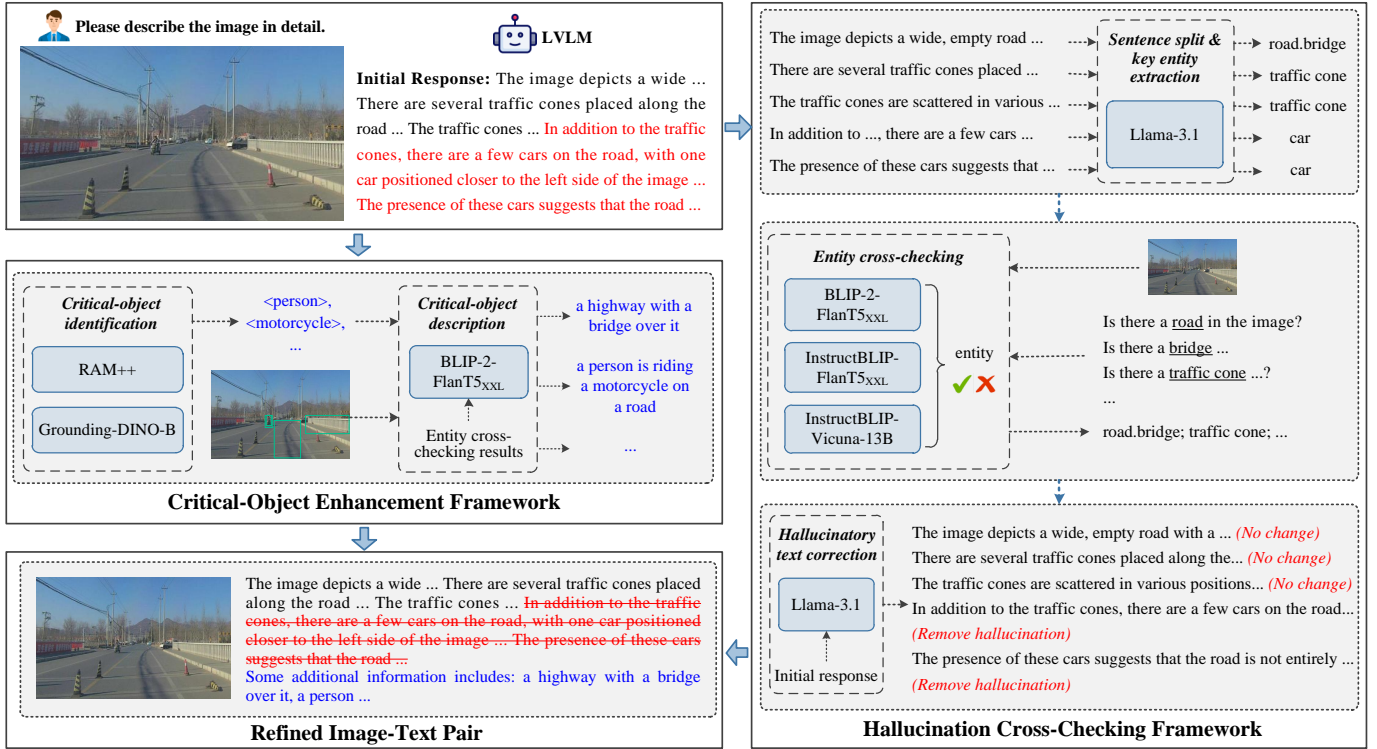 Please describe the image in detail.
LVLM
Initial Response: The image depicts a wide ...
There are several traffic cones placed along the
road ... The traffic cones ... In addition to the traffic
cones, there are a few cars on the road, with one
car positioned closer to the left side of the image ...
The presence of these cars suggests that the road ...
Critical-object
identification
RAM++
Grounding-DINO-B
<person>,
<motorcycle>,
...
Critical-object
description
BLIP-2-
FlanT5XXL
Entity cross-
checking results
a highway with a
bridge over it
a person is riding
a motorcycle on
a road
...
Critical-Object Enhancement Framework
The image depicts a wide ... There are several traffic cones placed
along the road ... The traffic cones ... In addition to the traffic
cones, there are a few cars on the road, with one car positioned
closer to the left side of the image ... The presence of these cars
suggests that the road ...
Some additional information includes: a highway with a bridge
over it, a person ...
Refined Image-Text Pair
The image depicts a wide, empty road ...
There are several traffic cones placed ...
The traffic cones are scattered in various ...
In addition to ..., there are a few cars ...
The presence of these cars suggests that ...
Sentence split &
key entity
extraction
Llama-3.1
road.bridge
traffic cone
traffic cone
car
car
Entity cross-checking
BLIP-2-
FlanT5XXL
InstructBLIP-
FlanT5XXL
InstructBLIP-
Vicuna-13B
entity
Is there a road in the image?
Is there a bridge ...
Is there a traffic cone ...?
...
road.bridge; traffic cone; ...
Hallucinatory
text correction
Llama-3.1
Initial response
The image depicts a wide, empty road with a ... (No change)
There are several traffic cones placed along the... (No change)
The traffic cones are scattered in various positions... (No change)
In addition to the traffic cones, there are a few cars on the road...
(Remove hallucination)
The presence of these cars suggests that the road is not entirely ...
(Remove hallucination)
Hallucination Cross-Checking Framework